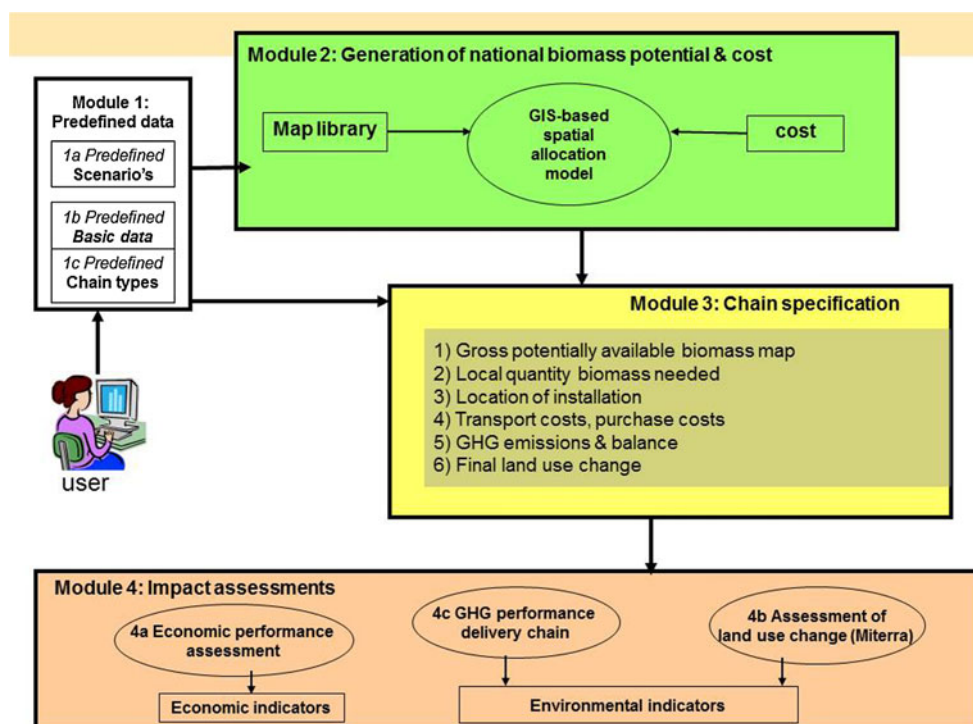 Module 2: Generation of national biomass potential & cost
Module 1:
Predefined data
1a Predefined
Scenario's
1b Predefined
Basic data
1c Predefined
Chain types
Map library
GIS-based
spatial
allocation
model
cost
user
Module 3: Chain specification
1) Gross potentially available biomass map
2) Local quantity biomass needed
3) Location of installation
4) Transport costs, purchase costs
5) GHG emissions & balance
6) Final land use change
Module 4: Impact assessments
4a Economic performance
assessment
4c GHG performance
delivery chain
4b Assessment of
land use change (Miterra)
Economic indicators
Environmental indicators